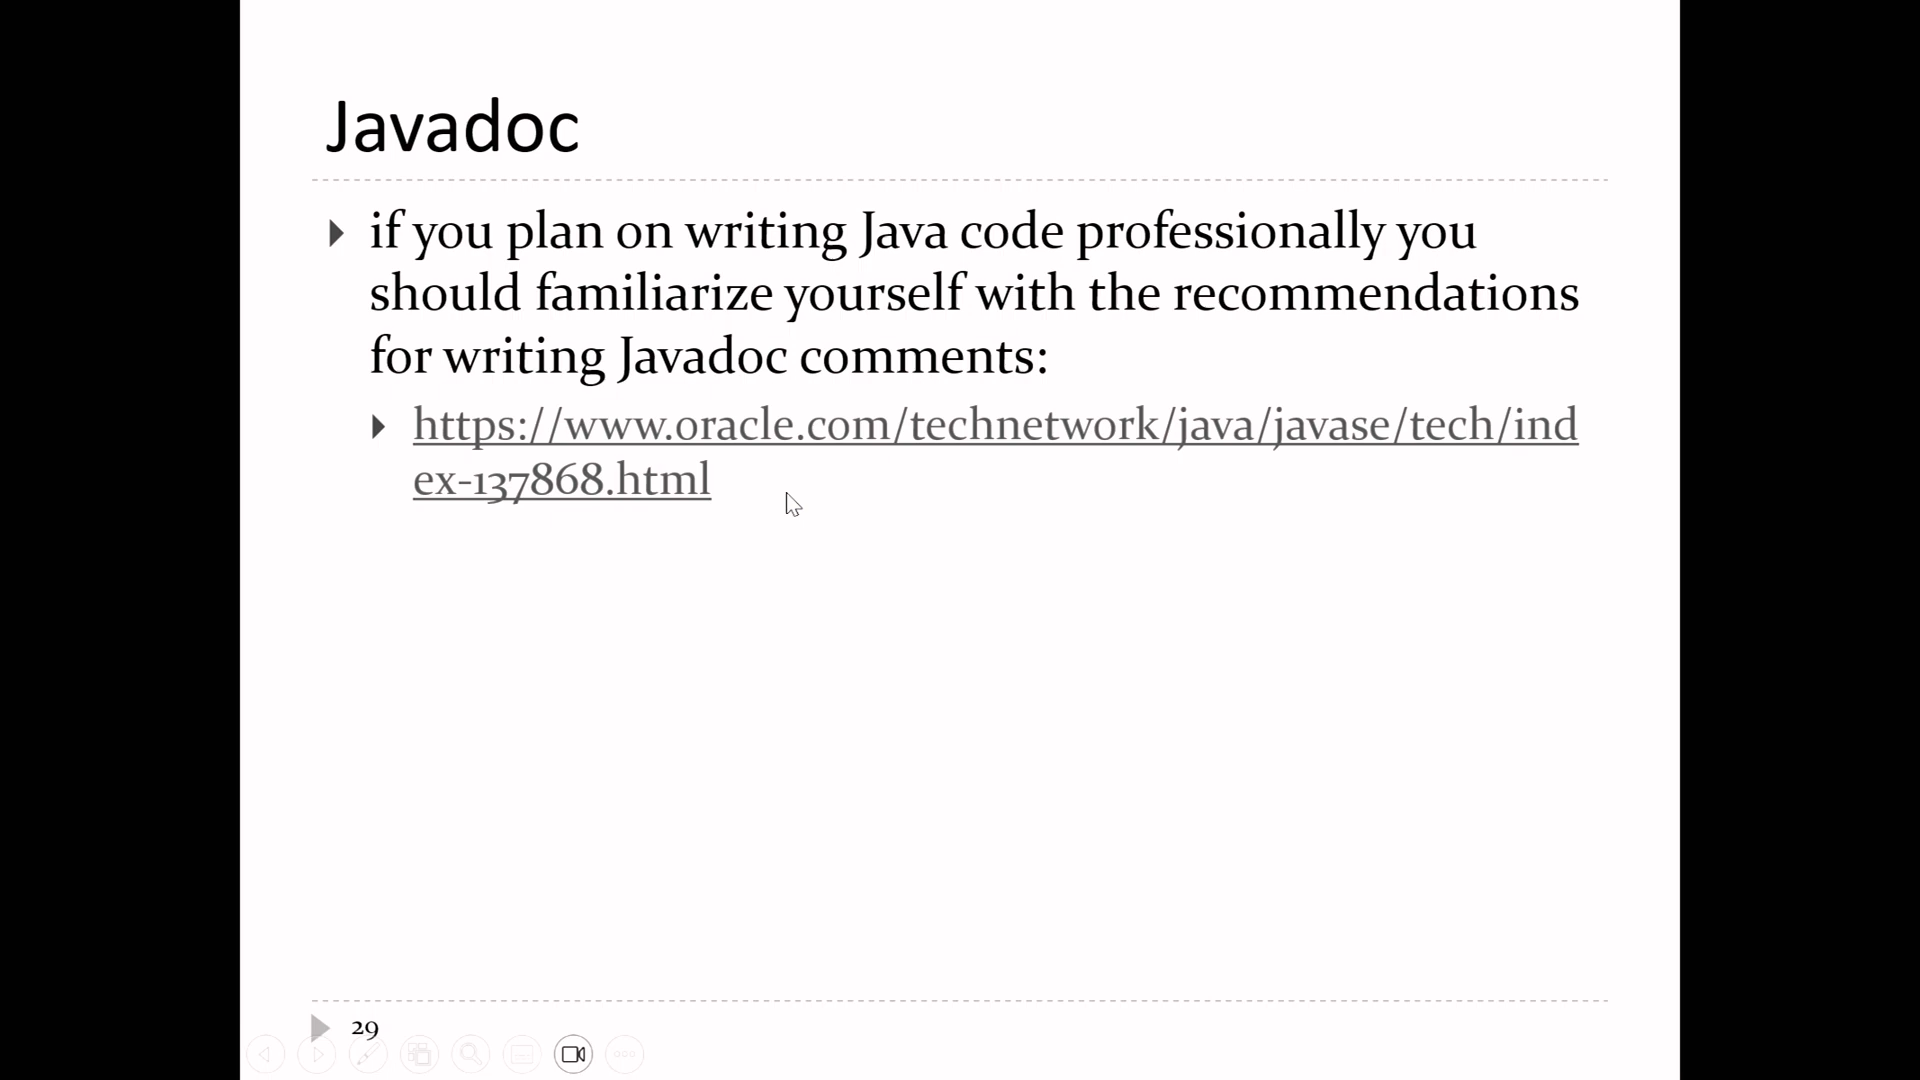 Javadoc
if you plan on writing Java code professionally you
should familiarize yourself with the recommendations
for writing Javadoc comments:
https://www.oracle.com/technetwork/java/javase/tech/ind
ex-137868.html
29